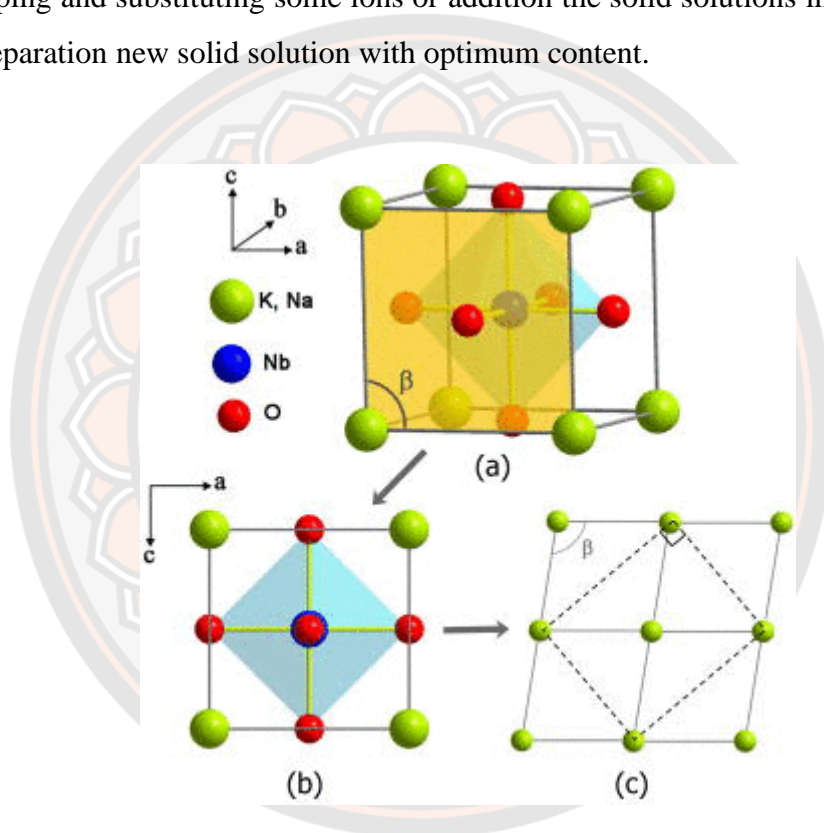 ping and substituting some ions or addition the solid solutions
eparation new solid solution with optimum content.
c
b
a
K, Na
Nb
O
β
(a)
a
c
(b)
β
(c)